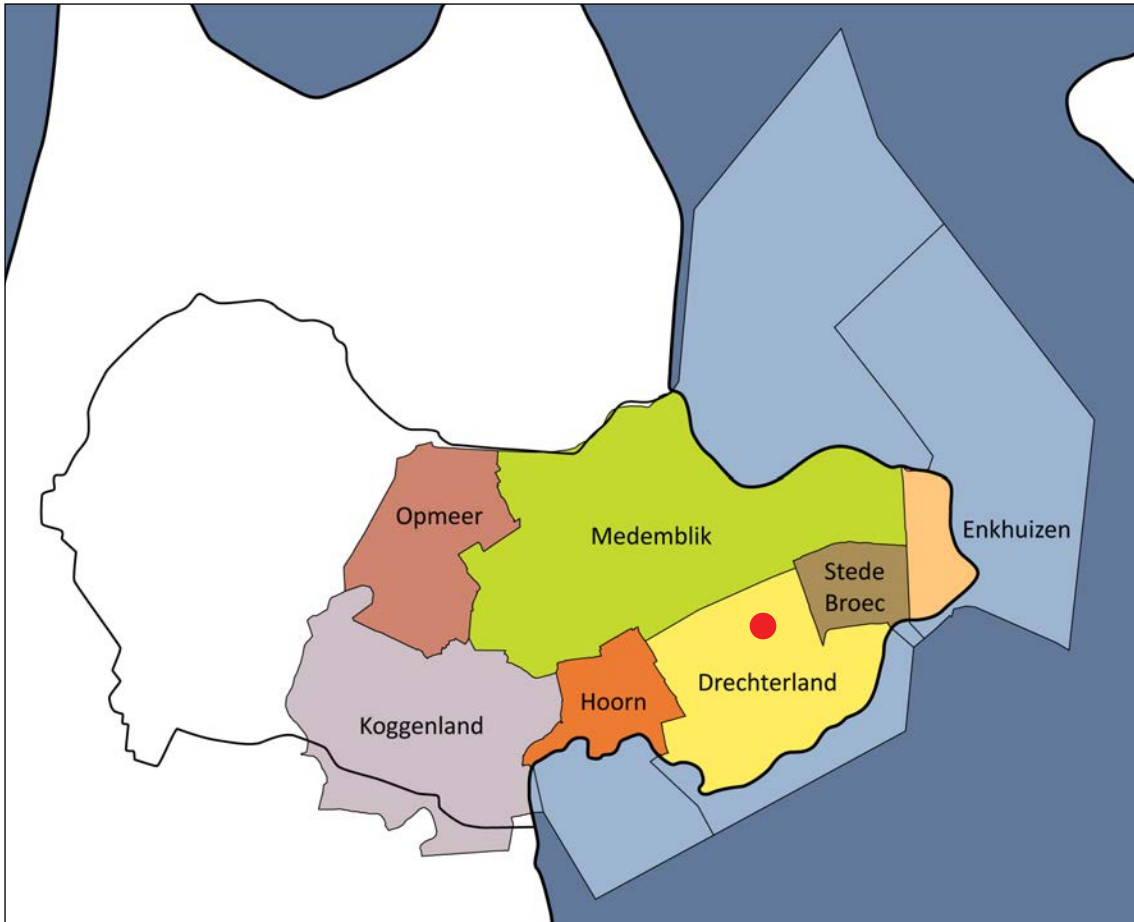 Opmeer
Medemblik
Enkhuizen
Stede
Broec
Drechterland
Hoorn
Koggenland